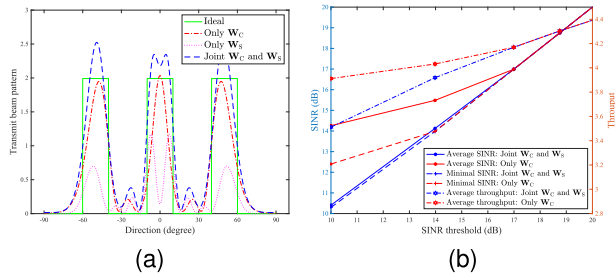 Ideal
Only W_C
Only W_S
Joint W_C and W_S
Transmit beam pattern
3
2.5
2
1.5
1
0.5
0
-90 -60 -30 0 30 60 90
Direction (degree)
(a)
SINR (dB)
20
19
18
17
16
15
14
13
12
11
10
Average SINR: Joint W_C and W_S
Average SINR: Only W_C
Minimal SINR: Joint W_C and W_S
Minimal SINR: Only W_C
Average throughput: Joint W_C and W_S
Average throughput: Only W_C
4.4
4.2
4
3.8
3.6
3.4
3.2
3
2.8
Throtput
10 12 14 16 18 20
SINR threshold (dB)
(b)